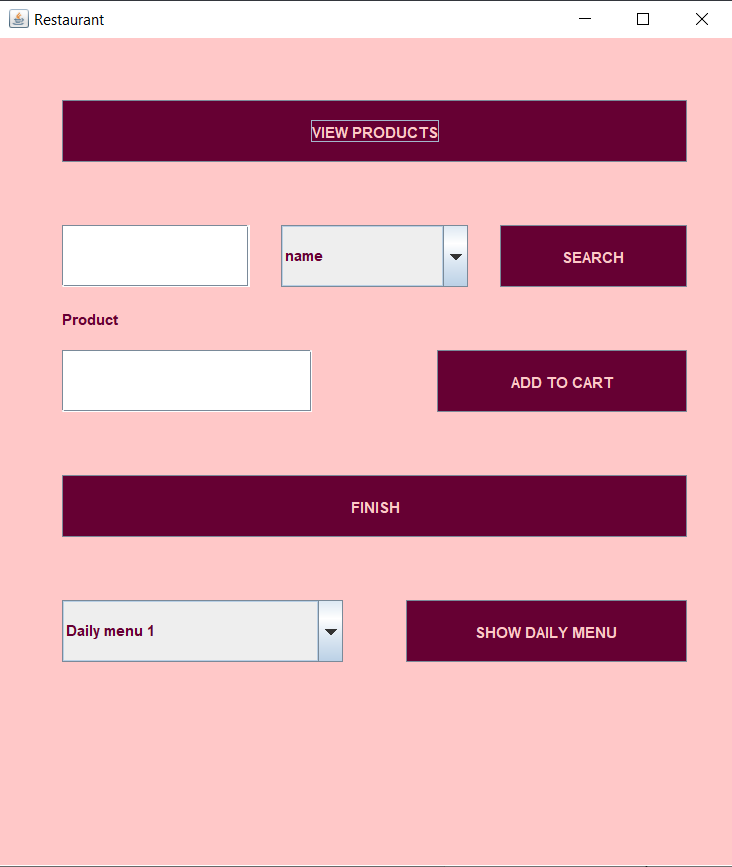 Restaurant
VIEW PRODUCTS
name
SEARCH
Product
ADD TO CART
FINISH
Daily menu 1
SHOW DAILY MENU